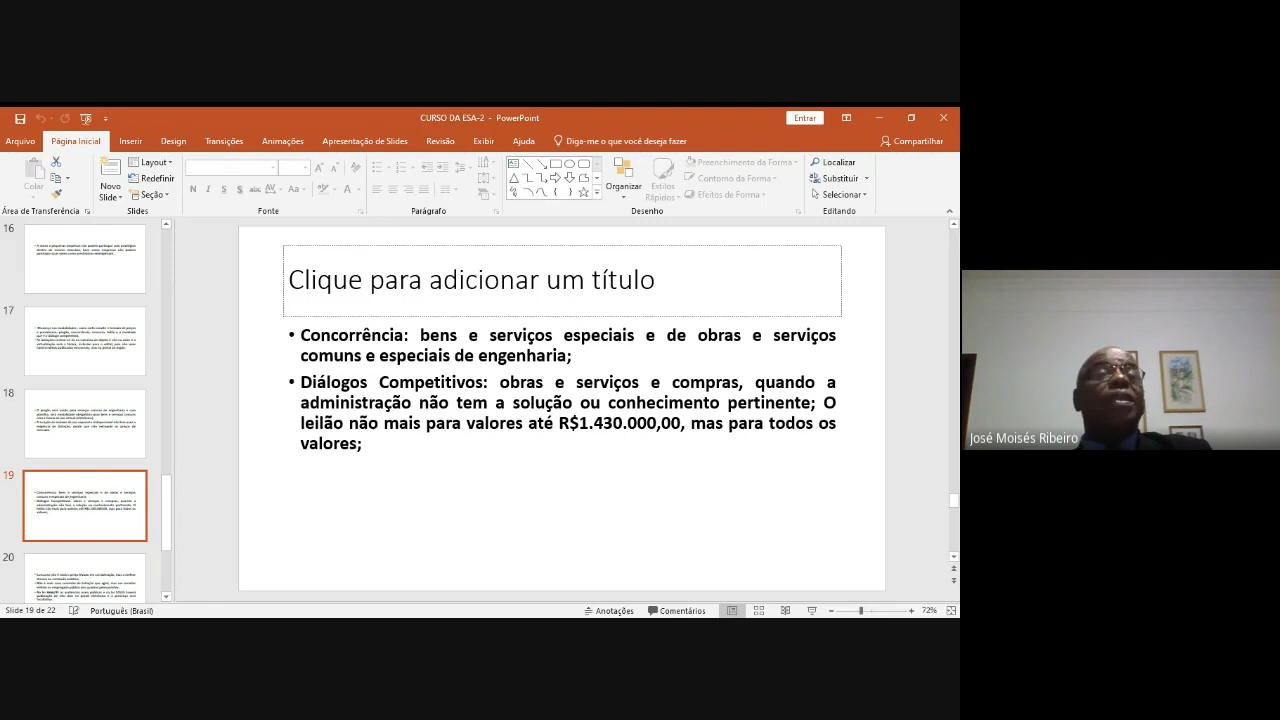 CURSO DA ESA-2 - PowerPoint
Entrar
Arquivo Página Inicial Inserir Design Transições Animações Apresentação de Slides Revisão Exibir Ajuda Diga-me o que você deseja fazer Compartilhar
Colar
Novo Slide
Layout
Redefinir
Seção
N I S S abc AV Aa A
Organizar
Estilos Rápidos
Preenchimento da Forma
Contorno da Forma
Efeitos de Forma
Localizar
Substituir
Selecionar
Área de Transferência Slides Fonte Parágrafo Desenho Editando
16
17
18
19
20
Clique para adicionar um título
• Concorrência: bens e serviços especiais e de obras e serviços
comuns e especiais de engenharia;
• Diálogos Competitivos: obras e serviços e compras, quando a
administração não tem a solução ou conhecimento pertinente; O
leilão não mais para valores até R$1.430.000,00, mas para todos os
valores;
José Moisés Ribeiro
Slide 19 de 22 Português (Brasil) Anotações Comentários 72%